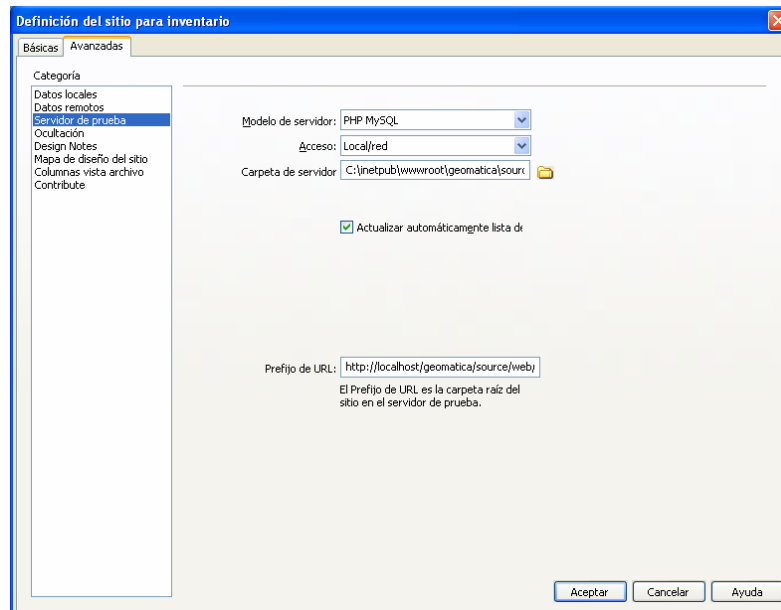 Definición del sitio para inventario
Básicas
Avanzadas
Categoría
Datos locales
Datos remotos
Servidor de prueba
Ocultación
Design Notes
Mapa de diseño del sitio
Columnas vista archivo
Contribute
Modelo de servidor: PHP MySQL
Acceso: Local/red
Carpeta de servidor C:\inetpub\wwwroot\geomatica\sourc
Actualizar automáticamente lista de
Prefijo de URL: http://localhost/geomatica/source/web/
El Prefijo de URL es la carpeta raíz del
sitio en el servidor de prueba.
Aceptar Cancelar Ayuda